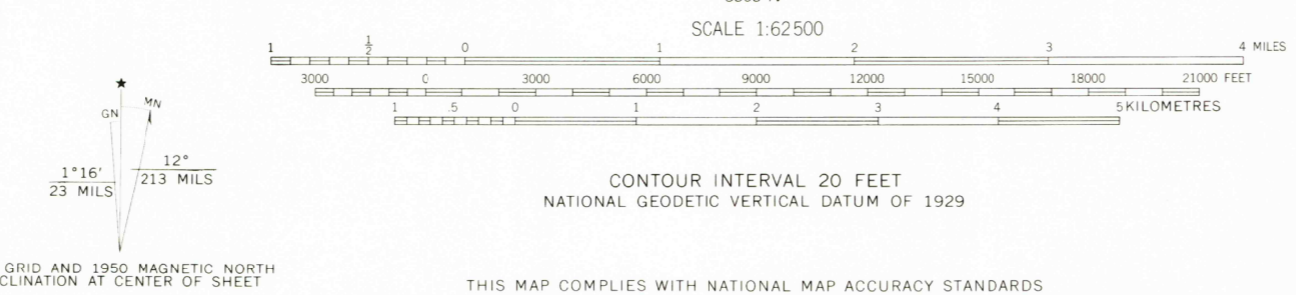 SCALE 1:62500
1 ½ 0 1 2 3 4 MILES
3000 0 3000 6000 9000 12000 15000 18000 21000 FEET
1 .5 0 1 2 3 4 5 KILOMETRES
★
GN MN
1°16′ 12°
23 MILS 213 MILS
CONTOUR INTERVAL 20 FEET
NATIONAL GEODETIC VERTICAL DATUM OF 1929
GRID AND 1950 MAGNETIC NORTH
CLINATION AT CENTER OF SHEET
THIS MAP COMPLIES WITH NATIONAL MAP ACCURACY STANDARDS